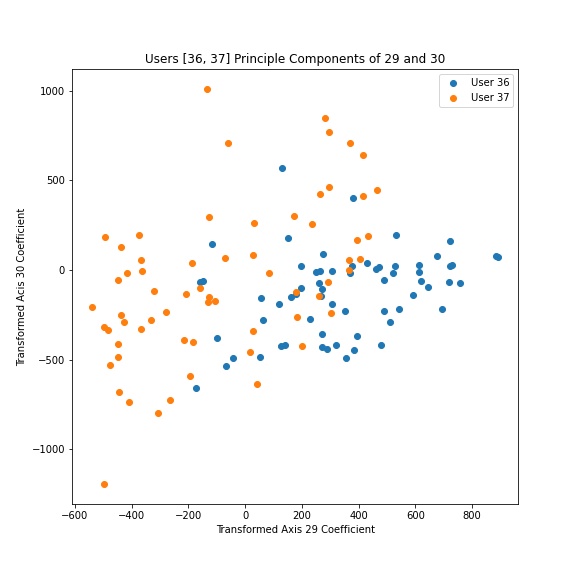 Users [36, 37] Principle Components of 29 and 30
User 36
User 37
1000
500
0
−500
−1000
Transformed Acis 30 Coefficient
−600 −400 −200 0 200 400 600 800
Transformed Axis 29 Coefficient